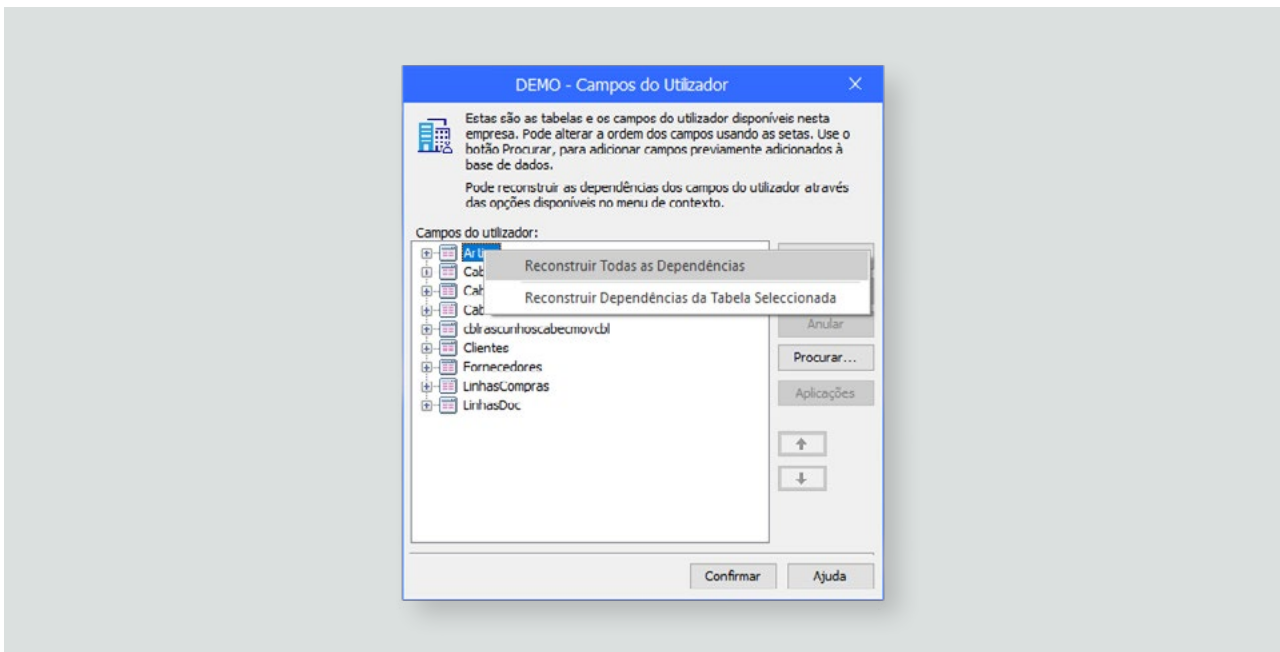 DEMO - Campos do Utilizador
Estas são as tabelas e os campos do utilizador disponíveis nesta
empresa. Pode alterar a ordem dos campos usando as setas. Use o
botão Procurar, para adicionar campos previamente adicionados à
base de dados.
Pode reconstruir as dependências dos campos do utilizador através
das opções disponíveis no menu de contexto.
Campos do utilizador:
Reconstruir Todas as Dependências
Reconstruir Dependências da Tabela Seleccionada
cblrascunhoscabecmovcbl
Clientes
Fornecedores
LinhasCompras
LinhasDoc
Anular
Procurar...
Aplicações
Confirmar
Ajuda